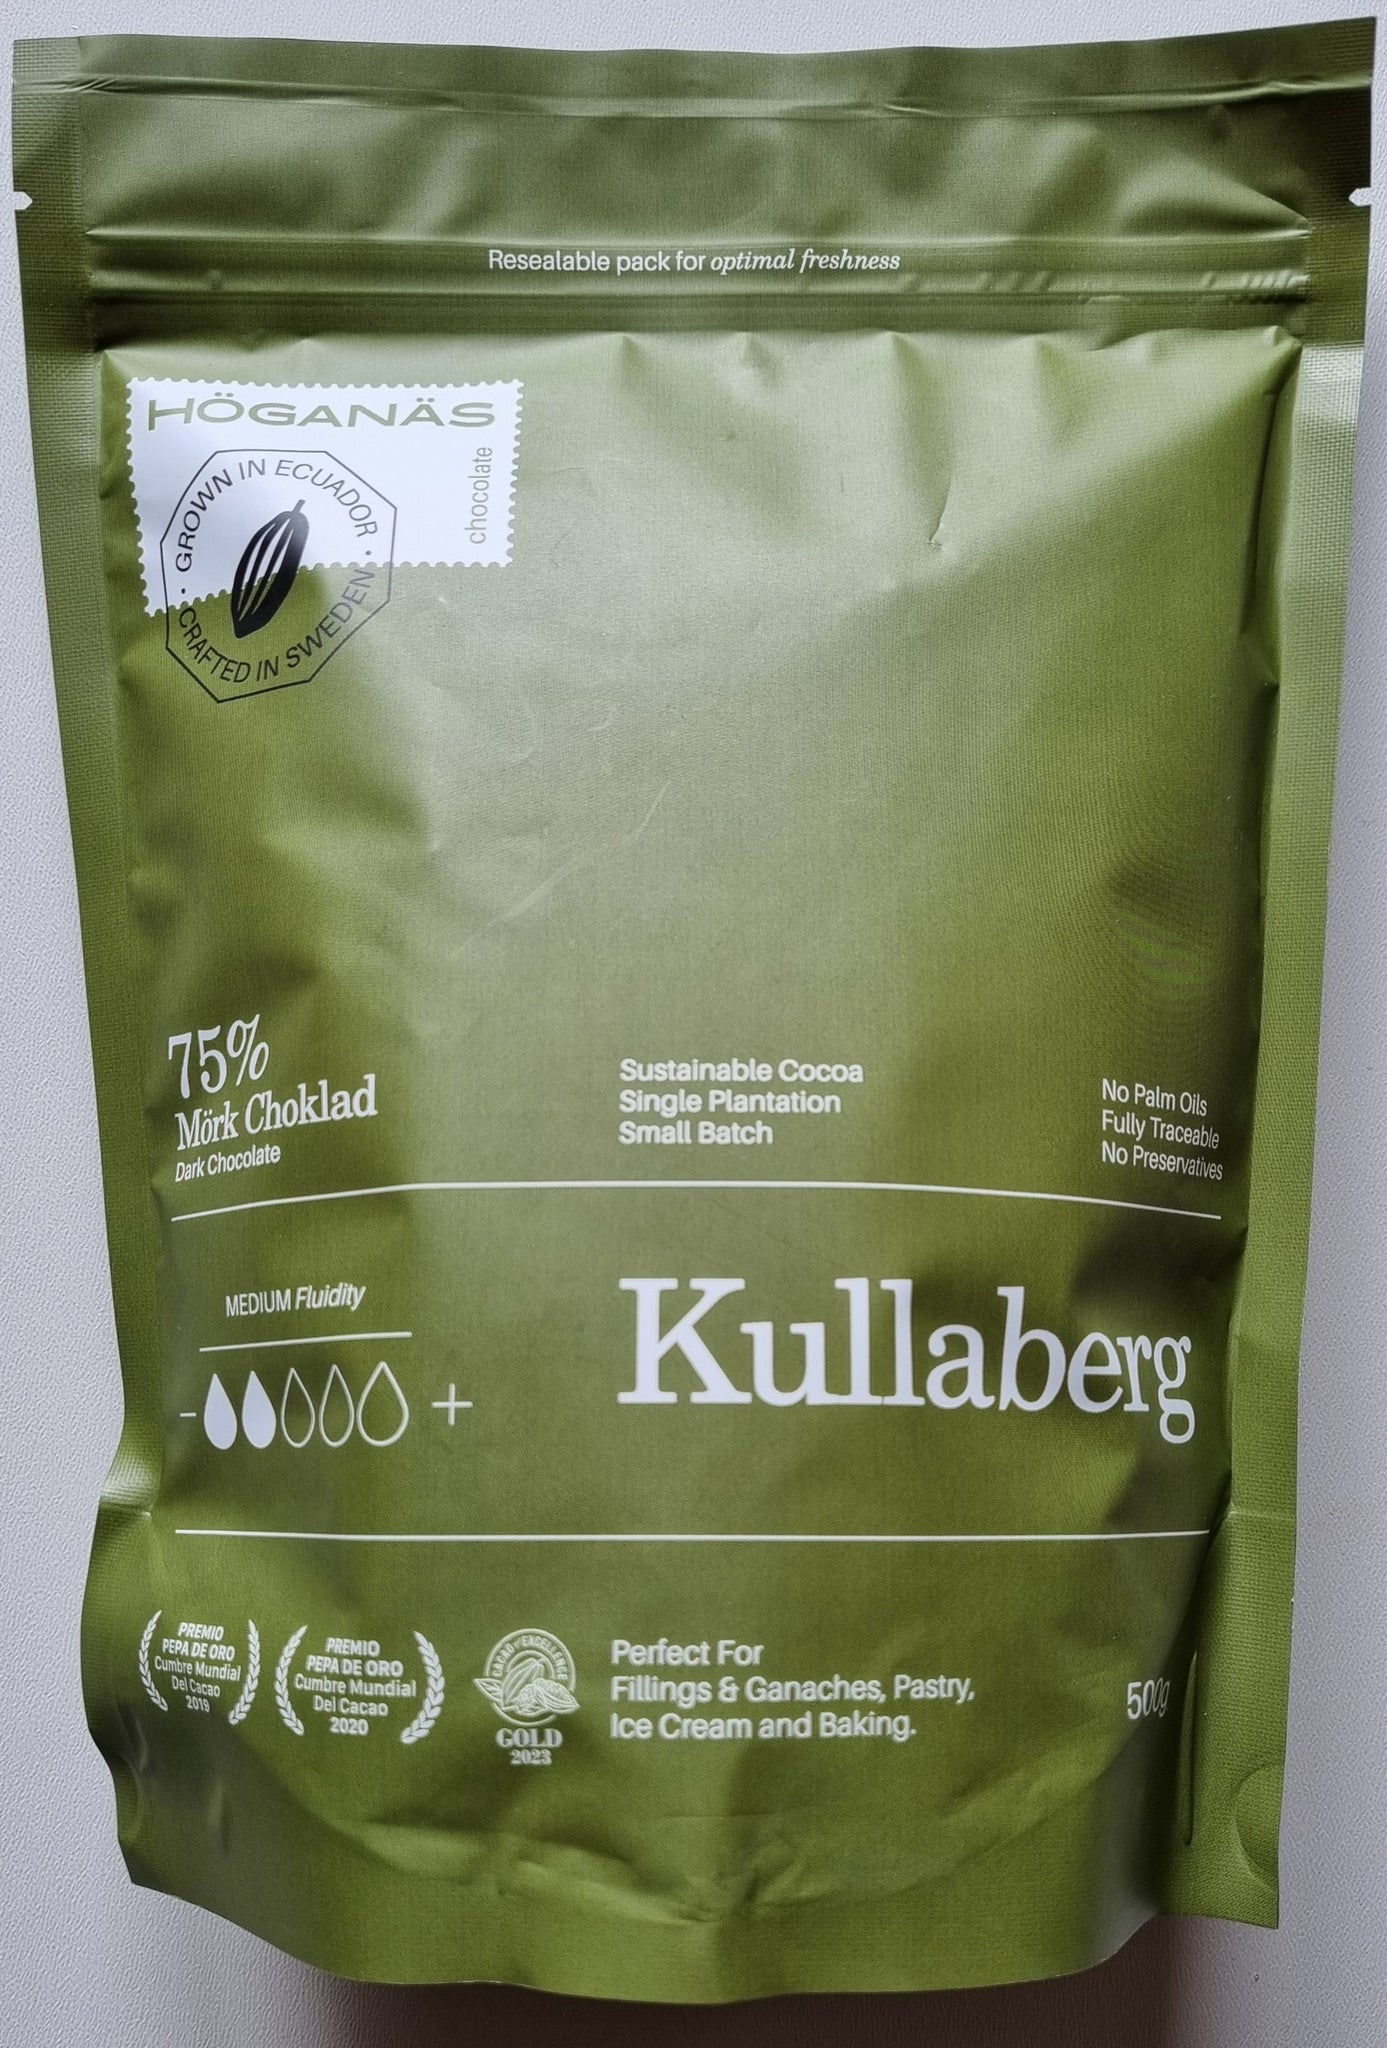 Resealable pack for optimal freshness
HÖGANÄS
chocolate
GROWN IN ECUADOR ·
CRAFTED IN SWEDEN ·
75%
Mörk Choklad
Dark Chocolate
Sustainable Cocoa
Single Plantation
Small Batch
No Palm Oils
Fully Traceable
No Preservatives
MEDIUM Fluidity
- +
Kullaberg
PREMIO
PEPA DE ORO
Cumbre Mundial
Del Cacao
2019
PREMIO
PEPA DE ORO
Cumbre Mundial
Del Cacao
2020
CACAO of EXCELLENCE
GOLD
2023
Perfect For
Fillings & Ganaches, Pastry,
Ice Cream and Baking.
500g